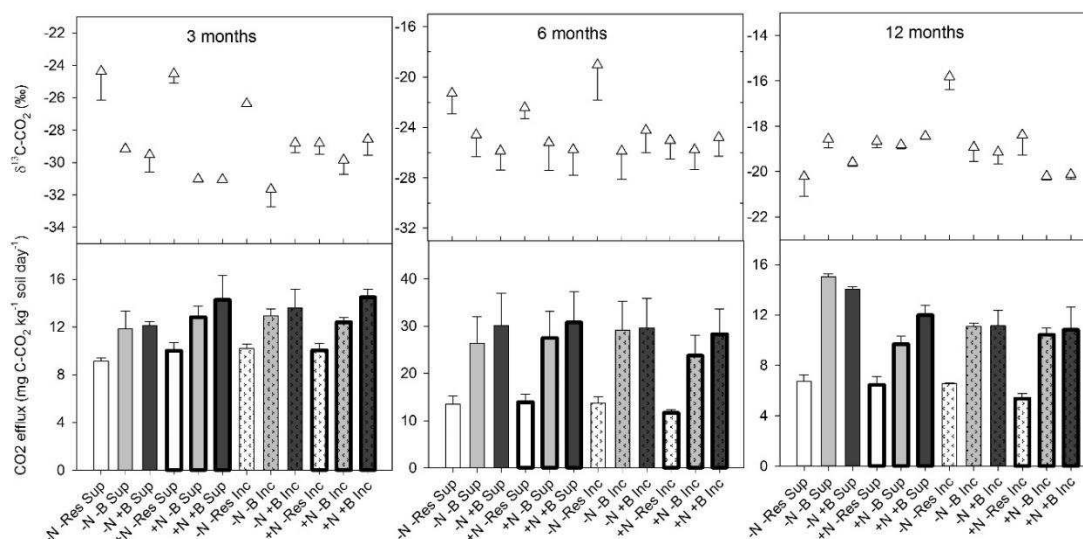 3 months
6 months
12 months
δ¹³C-CO₂ (‰)
-22
-24
-26
-28
-30
-32
-34
-16
-20
-24
-28
-32
-14
-16
-18
-20
-22
CO2 efflux (mg C-CO₂ kg⁻¹ soil day⁻¹)
16
12
8
4
0
40
30
20
10
0
16
12
8
4
0
-N -Res Sup
-N -B Sup
-N +B Sup
+N -Res Sup
+N -B Sup
+N +B Sup
-N -Res Inc
-N -B Inc
-N +B Inc
+N -Res Inc
+N -B Inc
+N +B Inc
-N -Res Sup
-N -B Sup
-N +B Sup
+N -Res Sup
+N -B Sup
+N +B Sup
-N -Res Inc
-N -B Inc
-N +B Inc
+N -Res Inc
+N -B Inc
+N +B Inc
-N -Res Sup
-N -B Sup
-N +B Sup
+N -Res Sup
+N -B Sup
+N +B Sup
-N -Res Inc
-N -B Inc
-N +B Inc
+N -Res Inc
+N -B Inc
+N +B Inc